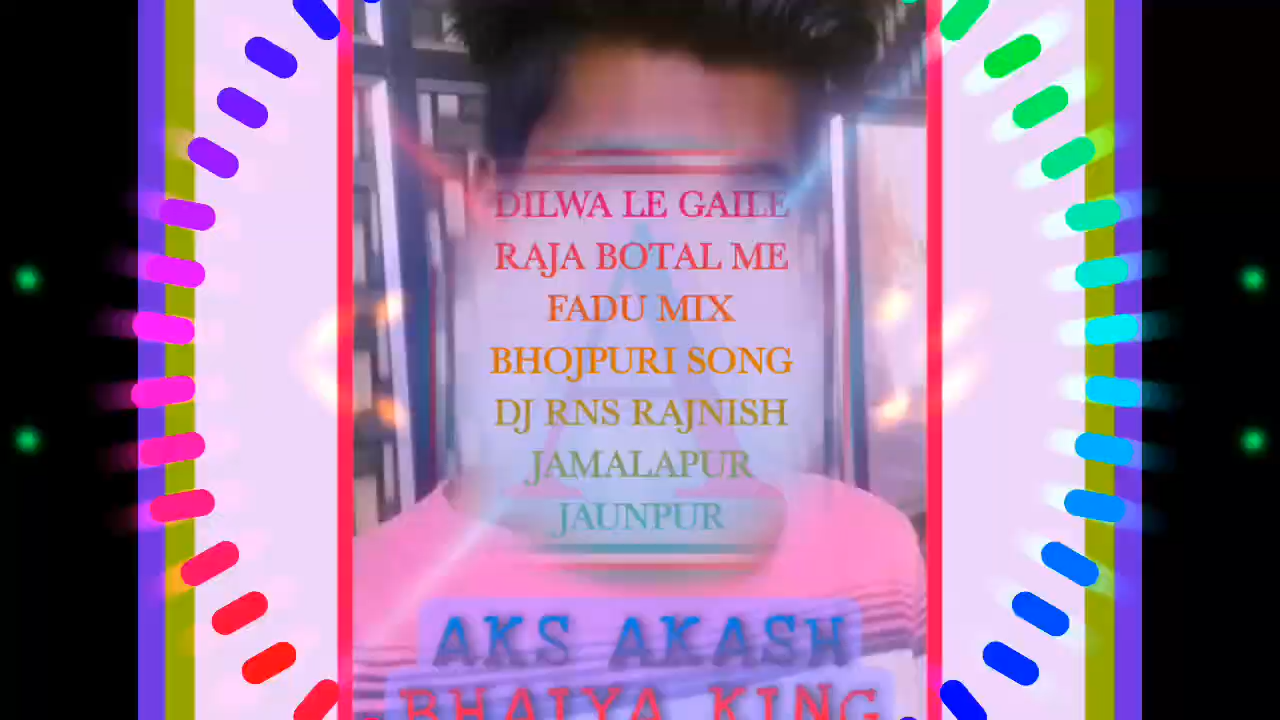 DILWA LE GAILE
RAJA BOTAL ME
FADU MIX
BHOJPURI SONG
DJ RNS RAJNISH
JAMALAPUR
JAUNPUR
AKS AKASH
BHAIYA KING